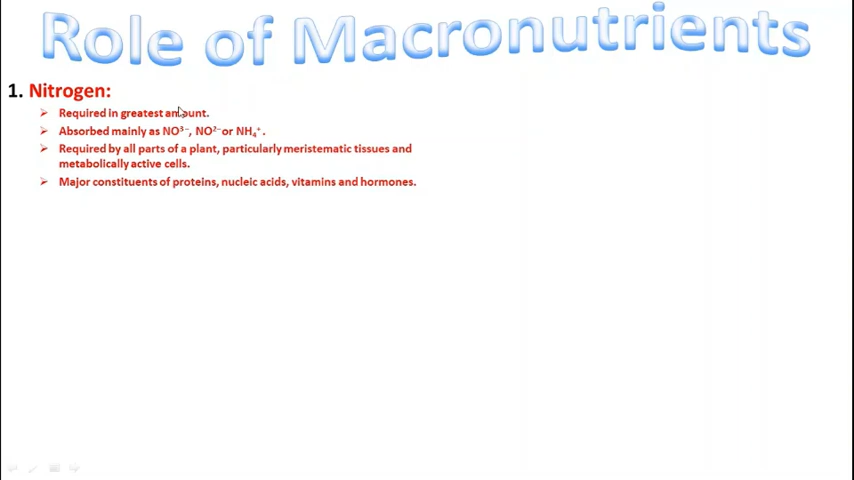 Role of Macronutrients
1. Nitrogen:
➢ Required in greatest amount.
➢ Absorbed mainly as NO³⁻, NO²⁻ or NH₄⁺.
➢ Required by all parts of a plant, particularly meristematic tissues and
metabolically active cells.
➢ Major constituents of proteins, nucleic acids, vitamins and hormones.